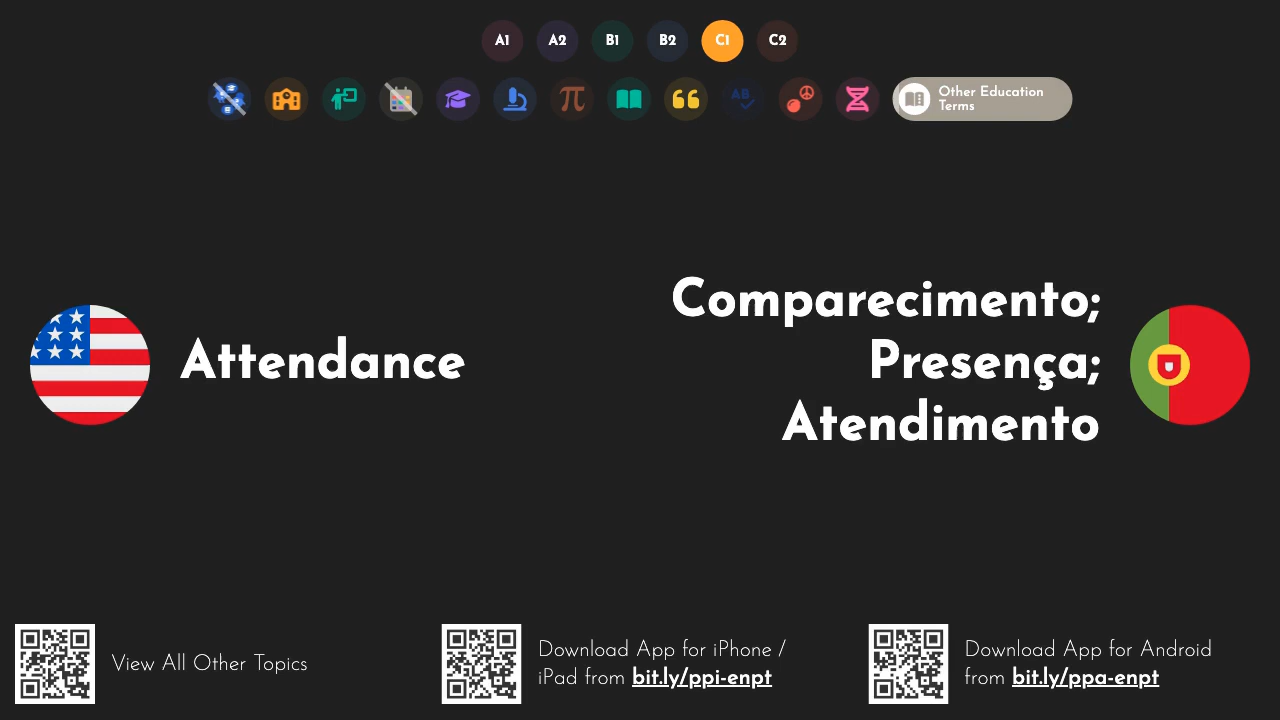 A1 A2 B1 B2 C1 C2
Other Education
Terms
Attendance
Comparecimento;
Presença;
Atendimento
View All Other Topics
Download App for iPhone /
iPad from bit.ly/ppi-enpt
Download App for Android
from bit.ly/ppa-enpt